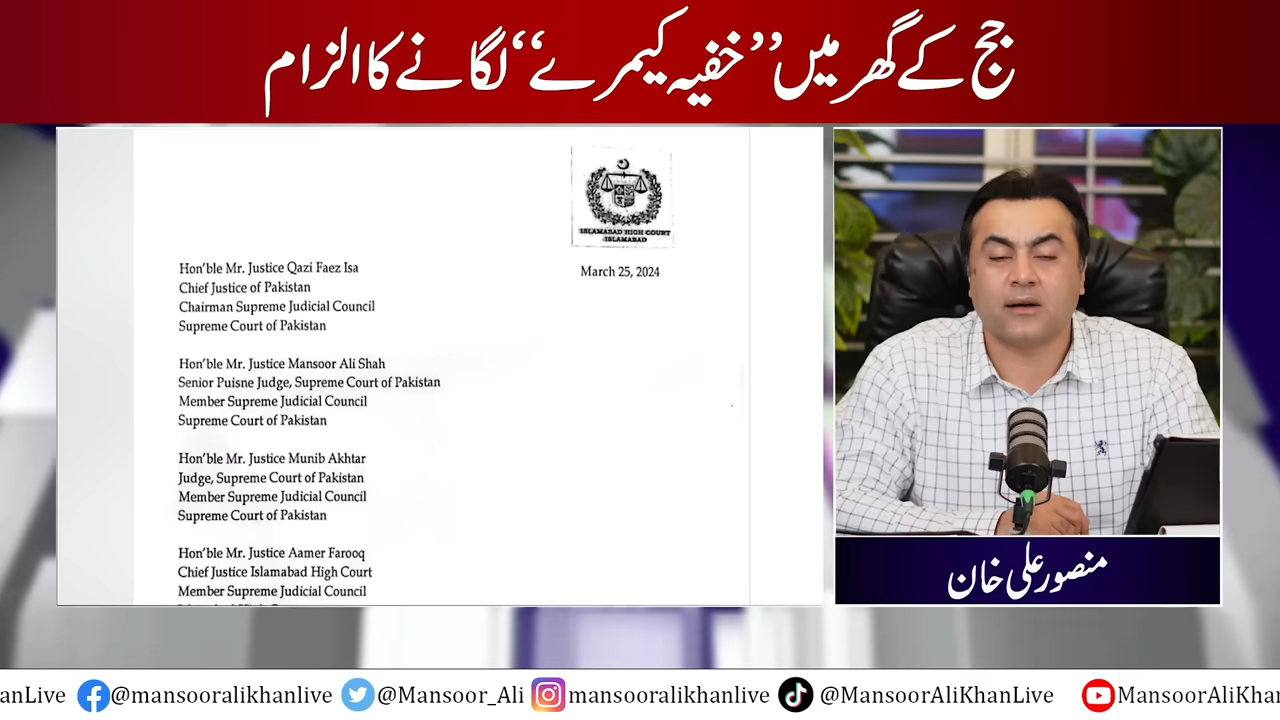 جج کے گھر میں ”خفیہ کیمرے“ لگانے کا الزام
ISLAMABAD HIGH COURT
ISLAMABAD
March 25, 2024
Hon'ble Mr. Justice Qazi Faez Isa
Chief Justice of Pakistan
Chairman Supreme Judicial Council
Supreme Court of Pakistan
Hon'ble Mr. Justice Mansoor Ali Shah
Senior Puisne Judge, Supreme Court of Pakistan
Member Supreme Judicial Council
Supreme Court of Pakistan
Hon'ble Mr. Justice Munib Akhtar
Judge, Supreme Court of Pakistan
Member Supreme Judicial Council
Supreme Court of Pakistan
Hon'ble Mr. Justice Aamer Farooq
Chief Justice Islamabad High Court
Member Supreme Judicial Council
منصور علی خان
anLive @mansooralikhanlive @Mansoor_Ali mansooralikhanlive @MansoorAliKhanLive MansoorAliKhan